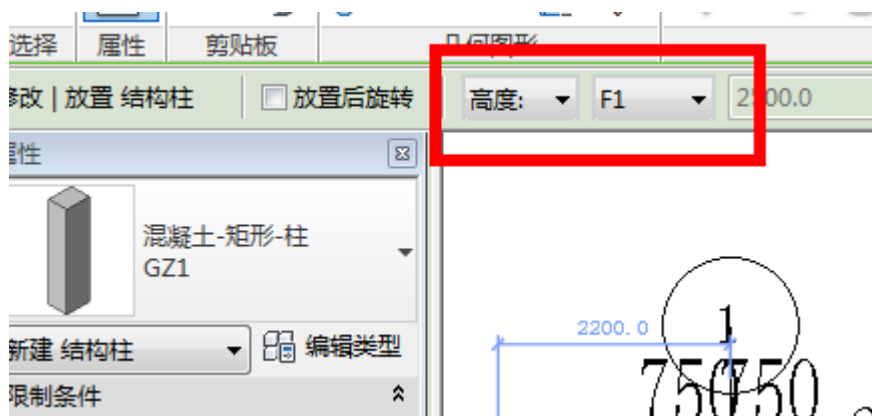 选择 属性 剪贴板 几何图形
修改 | 放置 结构柱 放置后旋转 高度: F1 2500.0
属性
混凝土-矩形-柱
GZ1
新建 结构柱 编辑类型
限制条件
2200.0
1
750 750